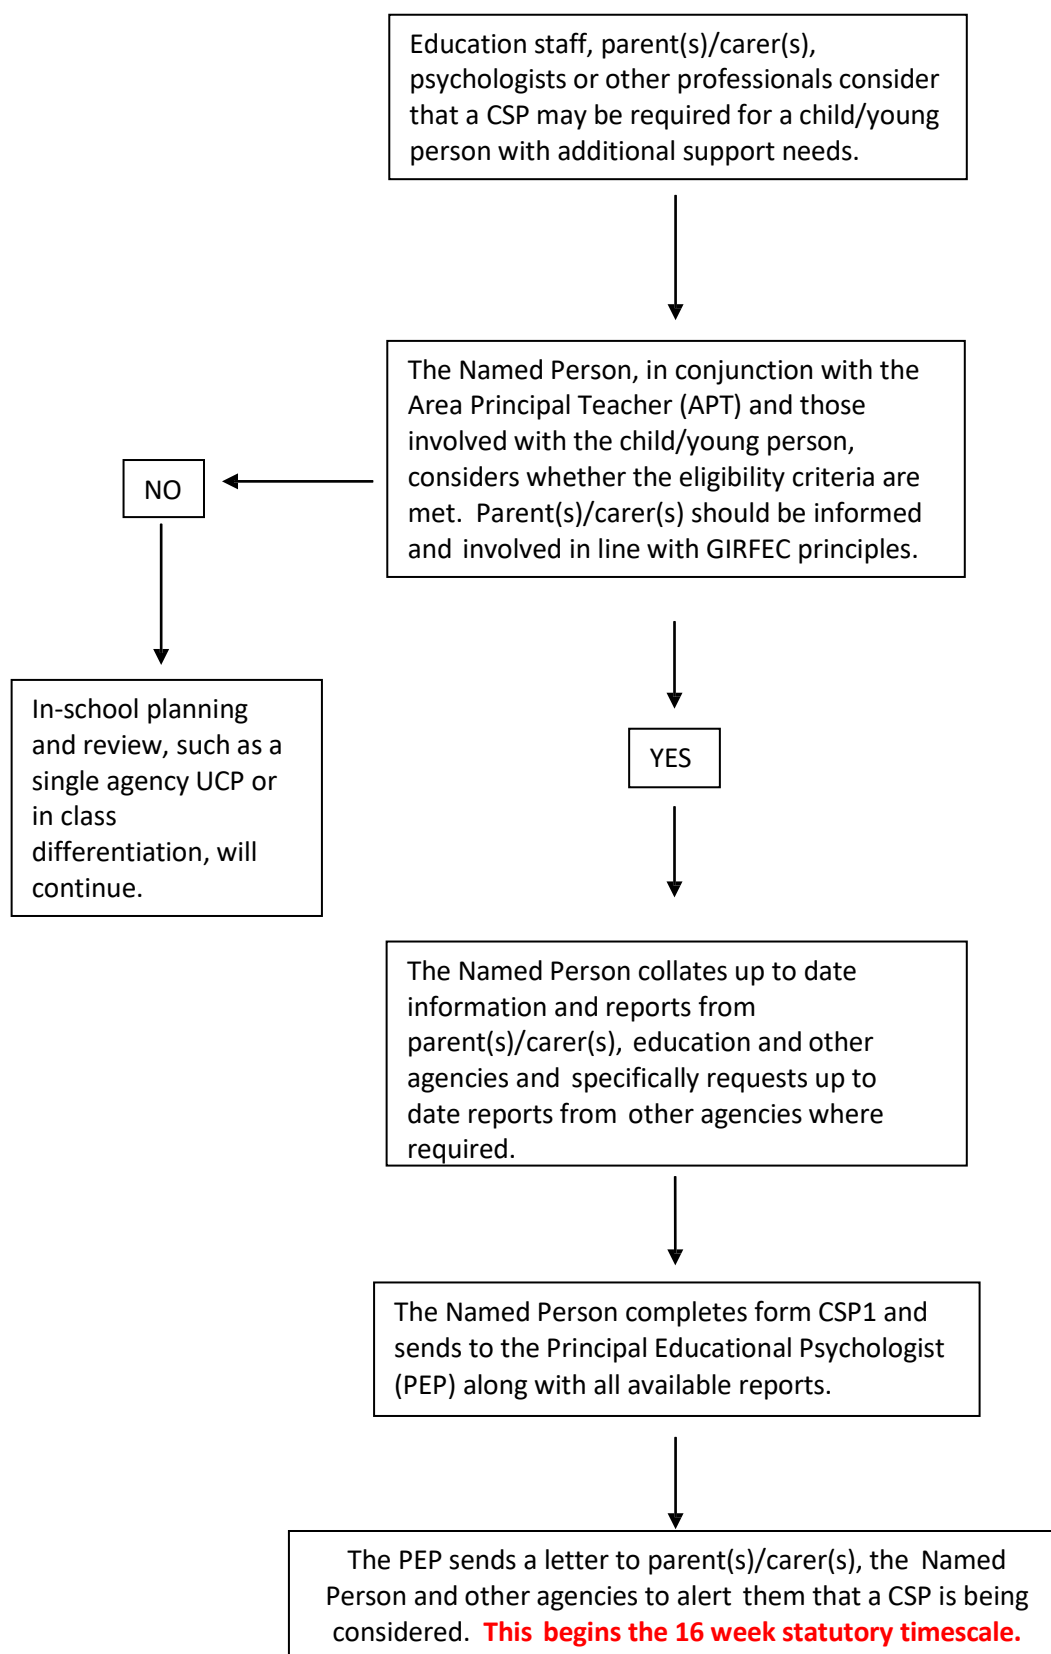 Education staff, parent(s)/carer(s),
psychologists or other professionals consider
that a CSP may be required for a child/young
person with additional support needs.
The Named Person, in conjunction with the
Area Principal Teacher (APT) and those
involved with the child/young person,
considers whether the eligibility criteria are
met. Parent(s)/carer(s) should be informed
and involved in line with GIRFEC principles.
NO
In-school planning
and review, such as a
single agency UCP or
in class
differentiation, will
continue.
YES
The Named Person collates up to date
information and reports from
parent(s)/carer(s), education and other
agencies and specifically requests up to
date reports from other agencies where
required.
The Named Person completes form CSP1 and
sends to the Principal Educational Psychologist
(PEP) along with all available reports.
The PEP sends a letter to parent(s)/carer(s), the Named
Person and other agencies to alert them that a CSP is being
considered. This begins the 16 week statutory timescale.